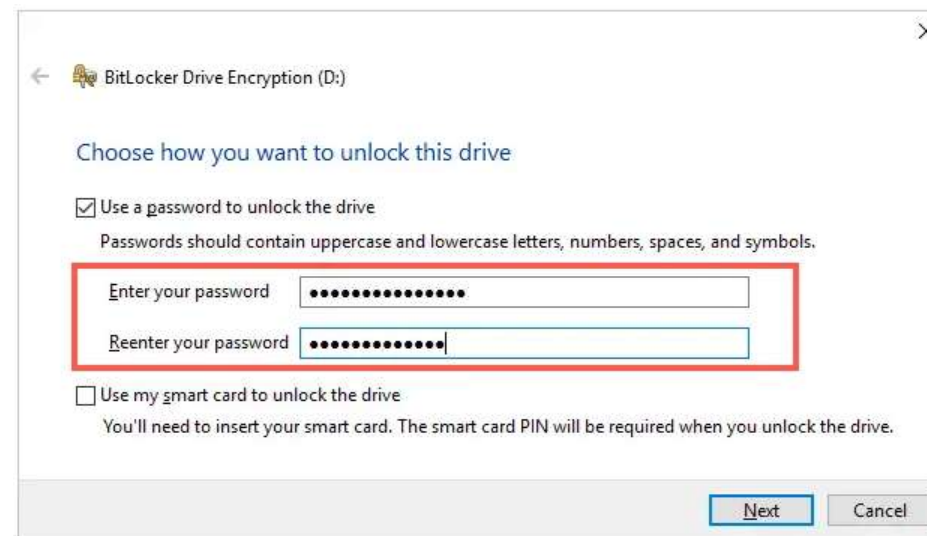 BitLocker Drive Encryption (D:)
Choose how you want to unlock this drive
Use a password to unlock the drive
Passwords should contain uppercase and lowercase letters, numbers, spaces, and symbols.
Enter your password ●●●●●●●●●●●●●●●
Reenter your password ●●●●●●●●●●●●●
Use my smart card to unlock the drive
You'll need to insert your smart card. The smart card PIN will be required when you unlock the drive.
Next Cancel